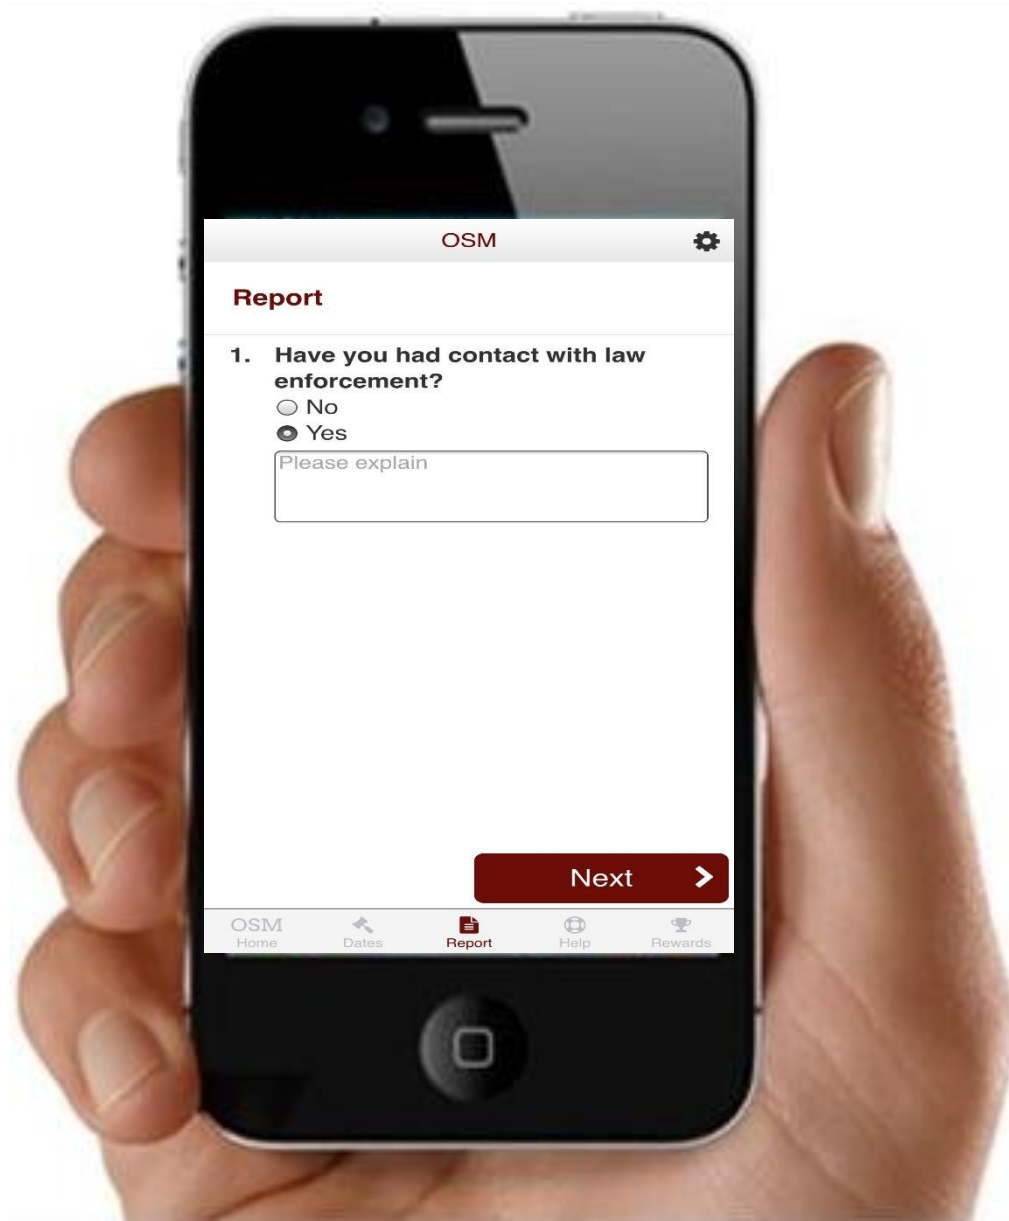 OSM
Report
1. Have you had contact with law
enforcement?
No
Yes
Please explain
Next
OSM
Home
Dates
Report
Help
Rewards